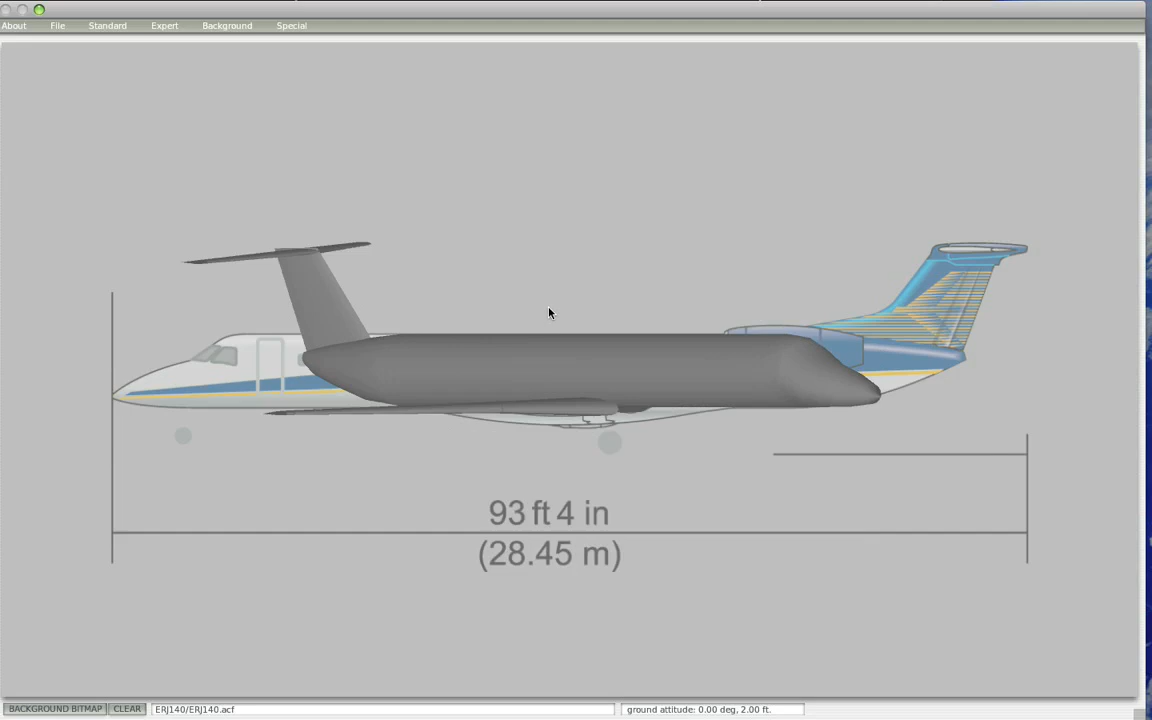 About File Standard Expert Background Special
93 ft 4 in
(28.45 m)
BACKGROUND BITMAP CLEAR ERJ140/ERJ140.acf ground attitude: 0.00 deg, 2.00 ft.